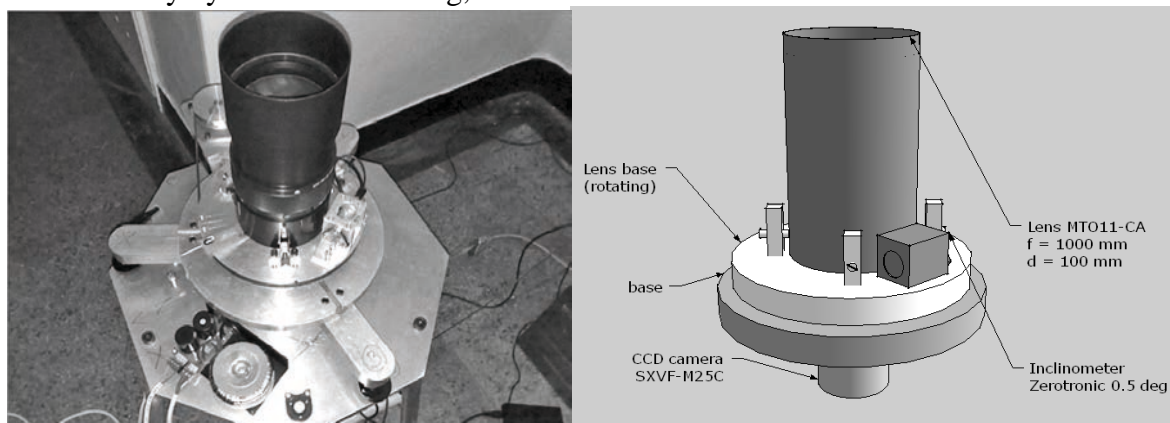 Lens base
(rotating)
base
CCD camera
SXVF-M25C
Lens MTO11-CA
f = 1000 mm
d = 100 mm
Inclinometer
Zerotronic 0.5 deg